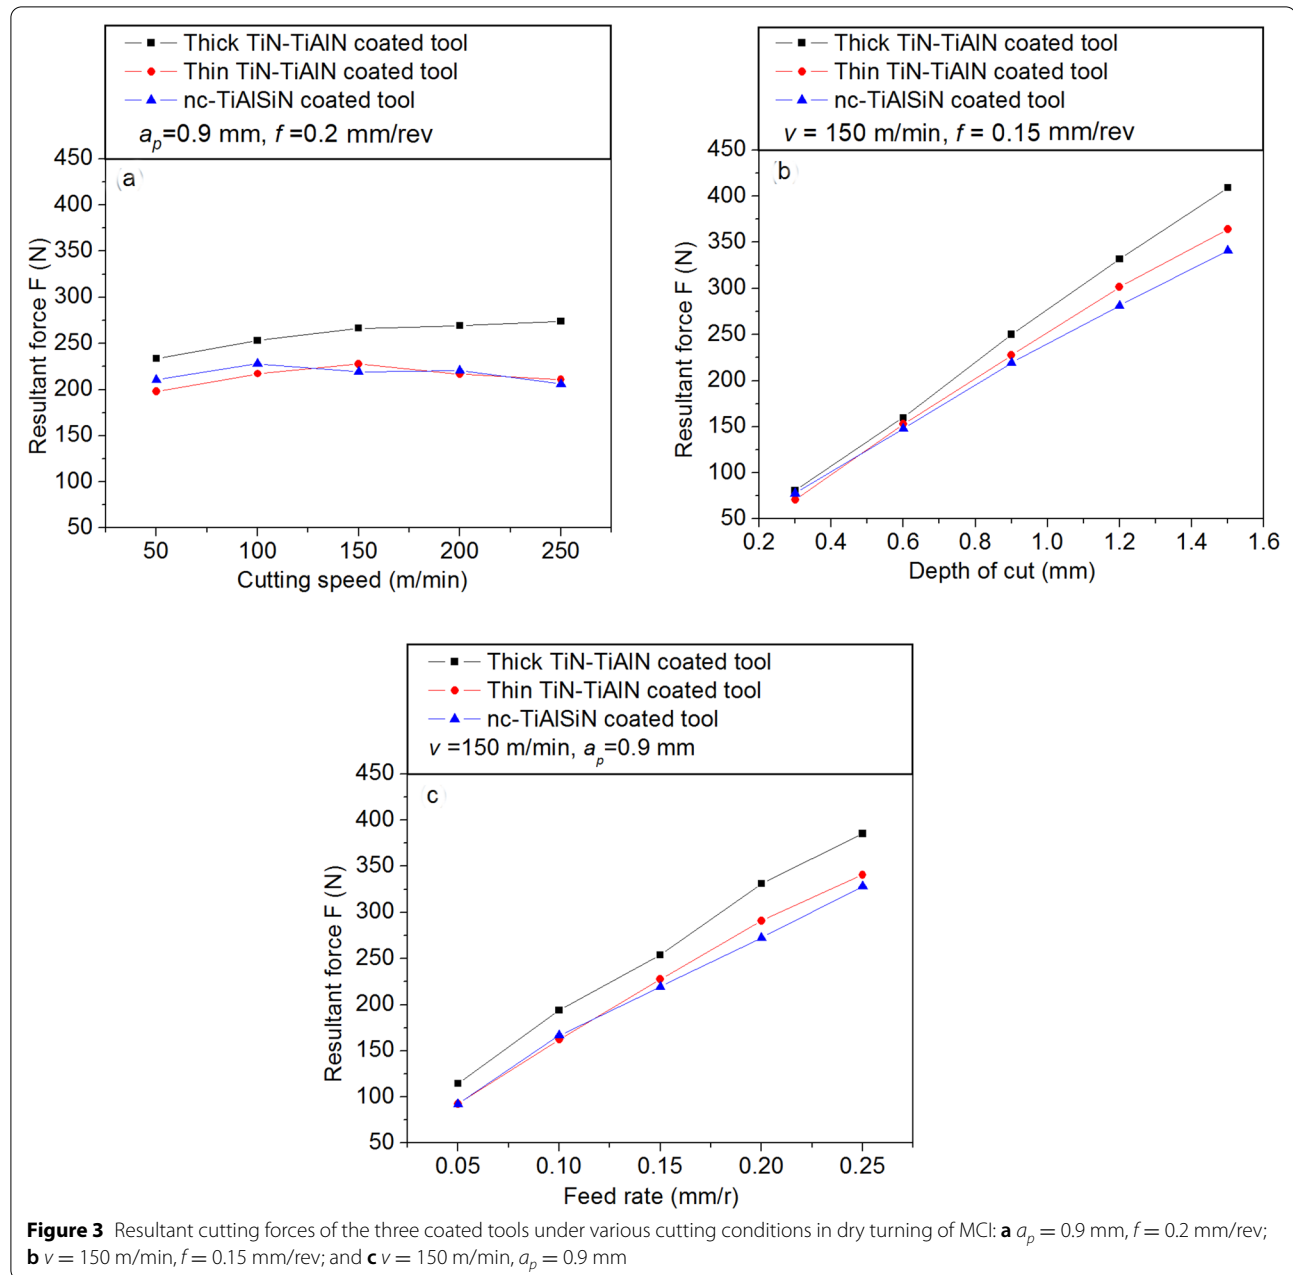 Thick TiN-TiAlN coated tool
Thin TiN-TiAlN coated tool
nc-TiAlSiN coated tool
a_p=0.9 mm, f =0.2 mm/rev
a
450
400
350
300
250
200
150
100
50
Resultant force F (N)
50 100 150 200 250
Cutting speed (m/min)
Thick TiN-TiAlN coated tool
Thin TiN-TiAlN coated tool
nc-TiAlSiN coated tool
v = 150 m/min, f = 0.15 mm/rev
b
450
400
350
300
250
200
150
100
50
Resultant force F (N)
0.2 0.4 0.6 0.8 1.0 1.2 1.4 1.6
Depth of cut (mm)
Thick TiN-TiAlN coated tool
Thin TiN-TiAlN coated tool
nc-TiAlSiN coated tool
v =150 m/min, a_p=0.9 mm
c
450
400
350
300
250
200
150
100
50
Resultant force F (N)
0.05 0.10 0.15 0.20 0.25
Feed rate (mm/r)
Figure 3 Resultant cutting forces of the three coated tools under various cutting conditions in dry turning of MCI: a a_p = 0.9 mm, f = 0.2 mm/rev;
b v = 150 m/min, f = 0.15 mm/rev; and c v = 150 m/min, a_p = 0.9 mm